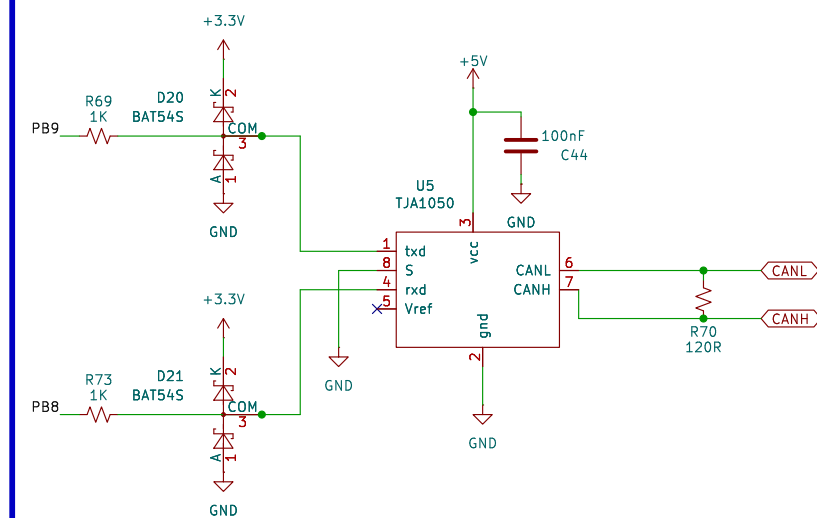 +3.3V
R69
1K
D20
BAT54S
K
2
PB9
COM
3
A
1
GND
+5V
100nF
C44
GND
U5
TJA1050
3
vcc
1
txd
8
S
4
rxd
5
Vref
CANL
6
CANH
7
gnd
2
GND
GND
CANL
CANH
R70
120R
+3.3V
R73
1K
D21
BAT54S
K
2
PB8
COM
3
A
1
GND